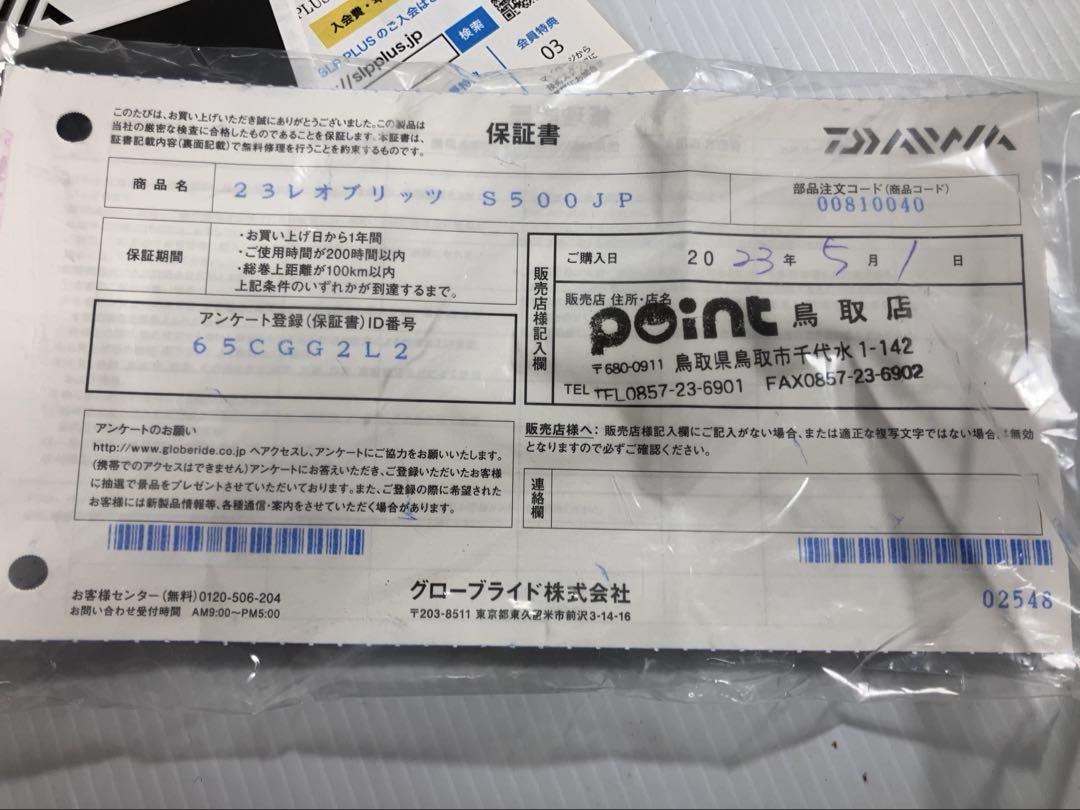 入会費・
SLP PLUSのご入会は
//slpplus.jp
検索
会員特典
03
このたびは、お買い上げいただき誠にありがとうございました。この製品は
当社の厳密な検査に合格したものであることを保証します。本証書は、
証書記載内容(裏面記載)で無料修理を行うことを約束するものです。
保証書
DAIWA
商品名
23レオブリッツ S500JP
部品注文コード(商品コード)
00810040
保証期間
・お買い上げ日から1年間
・ご使用時間が200時間以内
・総巻上距離が100km以内
上記条件のいずれかが到達するまで。
販売店様記入欄
ご購入日 2023年 5月 1日
販売店 住所・店名
point 鳥取店
〒680-0911 鳥取県鳥取市千代水1-142
TEL TEL0857-23-6901 FAX0857-23-6902
アンケート登録(保証書)ID番号
65CGG2L2
アンケートのお願い
http://www.globeride.co.jp へアクセスし、アンケートにご協力をお願いいたします。
(携帯でのアクセスはできません)アンケートにお答えいただき、ご登録いただいたお客様
に抽選で景品をプレゼントさせていただいております。また、ご登録の際に希望された
お客様には新製品情報等、各種通信・案内をさせていただく場合があります。
販売店様へ:販売店様記入欄にご記入がない場合、または適正な複写文字ではない場合、無効
となりますので必ずご確認ください。
連絡欄
お客様センター(無料)0120-506-204
お問い合わせ受付時間 AM9:00〜PM5:00
グローブライド株式会社
〒203-8511 東京都東久留米市前沢3-14-16
02548